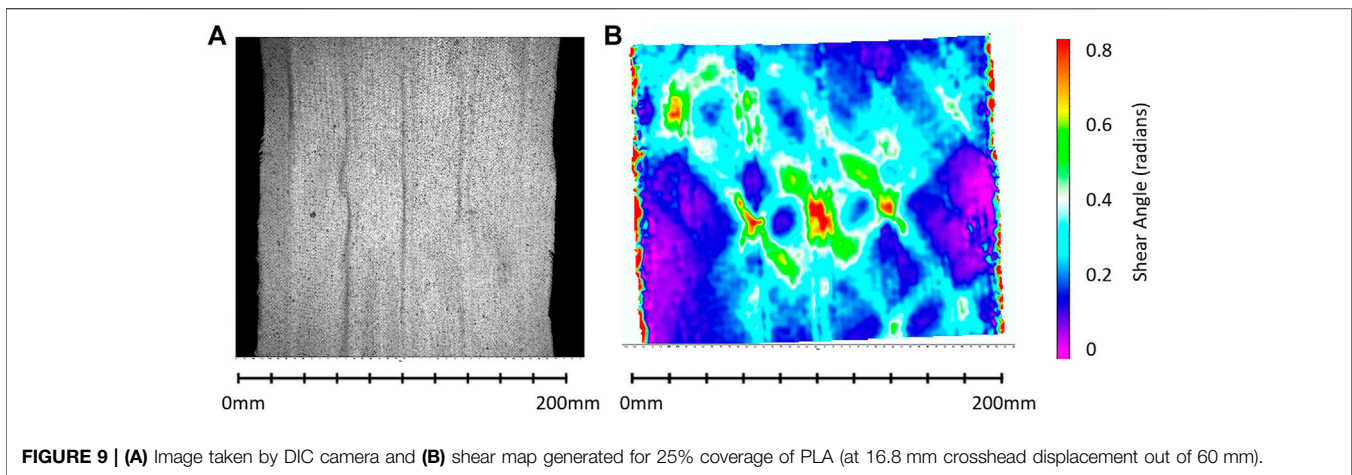 A
B
0.8
0.6
0.4
0.2
0
Shear Angle (radians)
0mm
200mm
0mm
200mm
FIGURE 9 | (A) Image taken by DIC camera and (B) shear map generated for 25% coverage of PLA (at 16.8 mm crosshead displacement out of 60 mm).